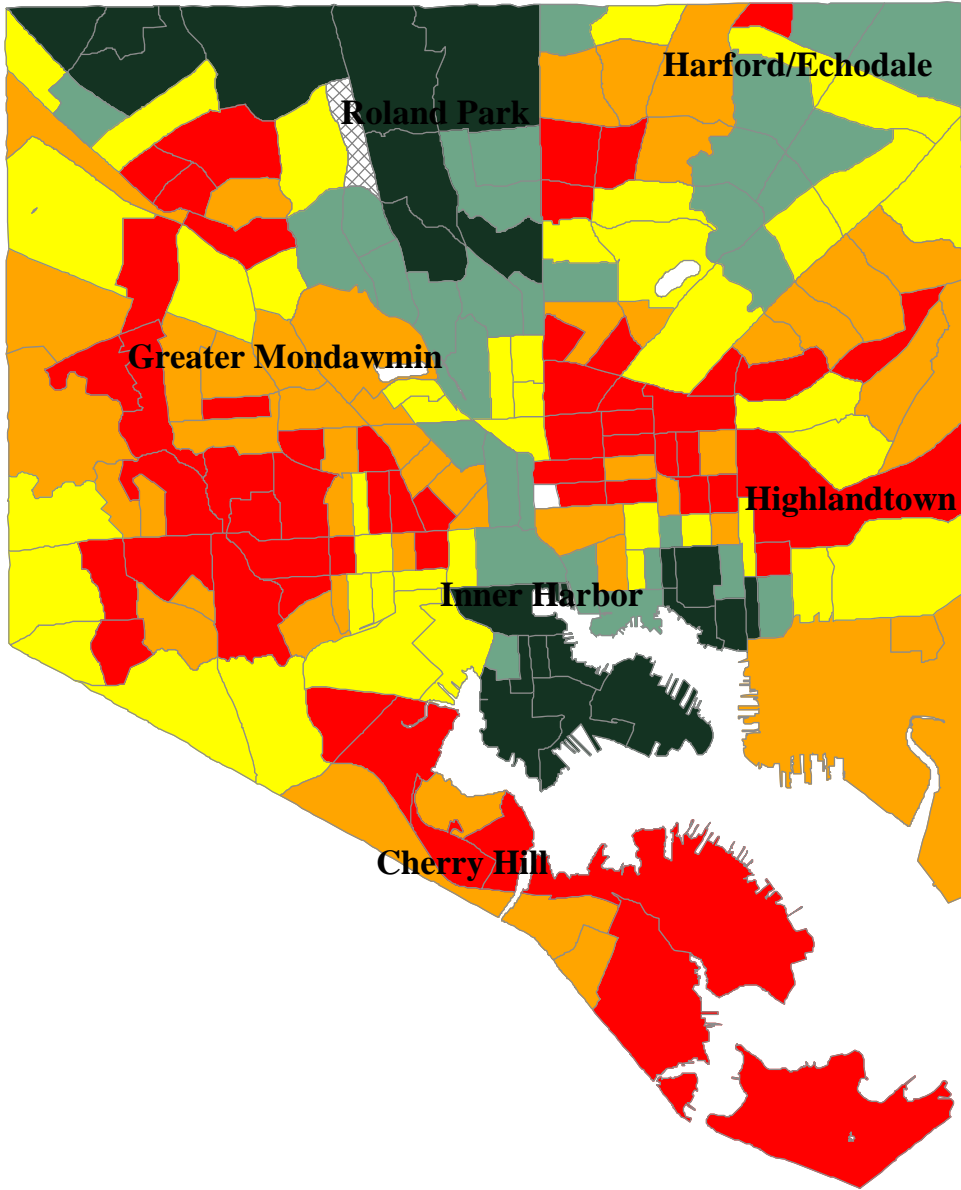 Harford/Echodale
Roland Park
Greater Mondawmin
Highlandtown
Inner Harbor
Cherry Hill